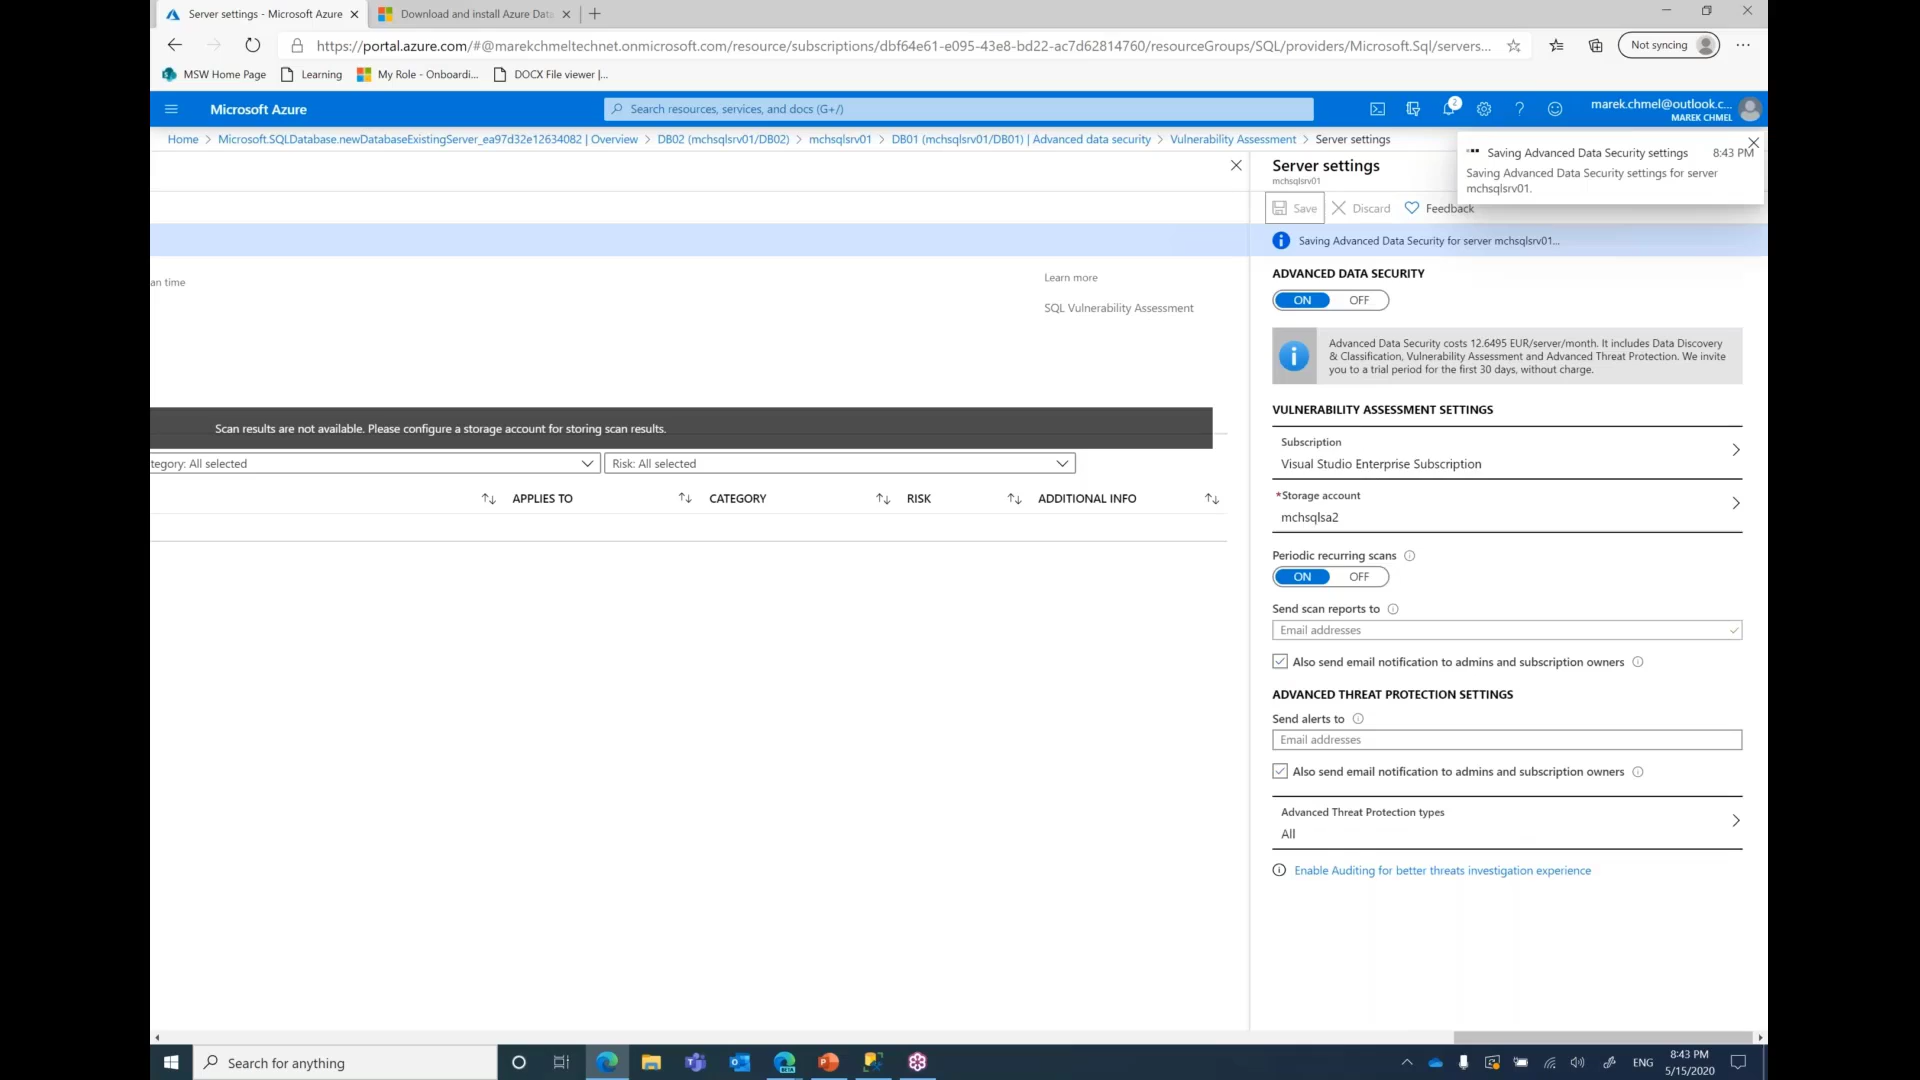 Server settings - Microsoft Azure
Download and install Azure Data
https://portal.azure.com/#@marekchmeltechnet.onmicrosoft.com/resource/subscriptions/dbf64e61-e095-43e8-bd22-ac7d62814760/resourceGroups/SQL/providers/Microsoft.Sql/servers...
Not syncing
MSW Home Page
Learning
My Role - Onboardi...
DOCX File viewer |...
Microsoft Azure
Search resources, services, and docs (G+/)
2
marek.chmel@outlook.c...
MAREK CHMEL
Home > Microsoft.SQLDatabase.newDatabaseExistingServer_ea97d32e12634082 | Overview > DB02 (mchsqlsrv01/DB02) > mchsqlsrv01 > DB01 (mchsqlsrv01/DB01) | Advanced data security > Vulnerability Assessment > Server settings
Saving Advanced Data Security settings 8:43 PM
Saving Advanced Data Security settings for server
mchsqlsrv01.
Server settings
mchsqlsrv01
Save
Discard
Feedback
Saving Advanced Data Security for server mchsqlsrv01...
an time
Learn more
SQL Vulnerability Assessment
Scan results are not available. Please configure a storage account for storing scan results.
tegory: All selected
Risk: All selected
APPLIES TO
CATEGORY
RISK
ADDITIONAL INFO
ADVANCED DATA SECURITY
ON OFF
Advanced Data Security costs 12.6495 EUR/server/month. It includes Data Discovery
& Classification, Vulnerability Assessment and Advanced Threat Protection. We invite
you to a trial period for the first 30 days, without charge.
VULNERABILITY ASSESSMENT SETTINGS
Subscription
Visual Studio Enterprise Subscription
*Storage account
mchsqlsa2
Periodic recurring scans
ON OFF
Send scan reports to
Email addresses
Also send email notification to admins and subscription owners
ADVANCED THREAT PROTECTION SETTINGS
Send alerts to
Email addresses
Also send email notification to admins and subscription owners
Advanced Threat Protection types
All
Enable Auditing for better threats investigation experience
Search for anything
BETA
ENG
8:43 PM
5/15/2020